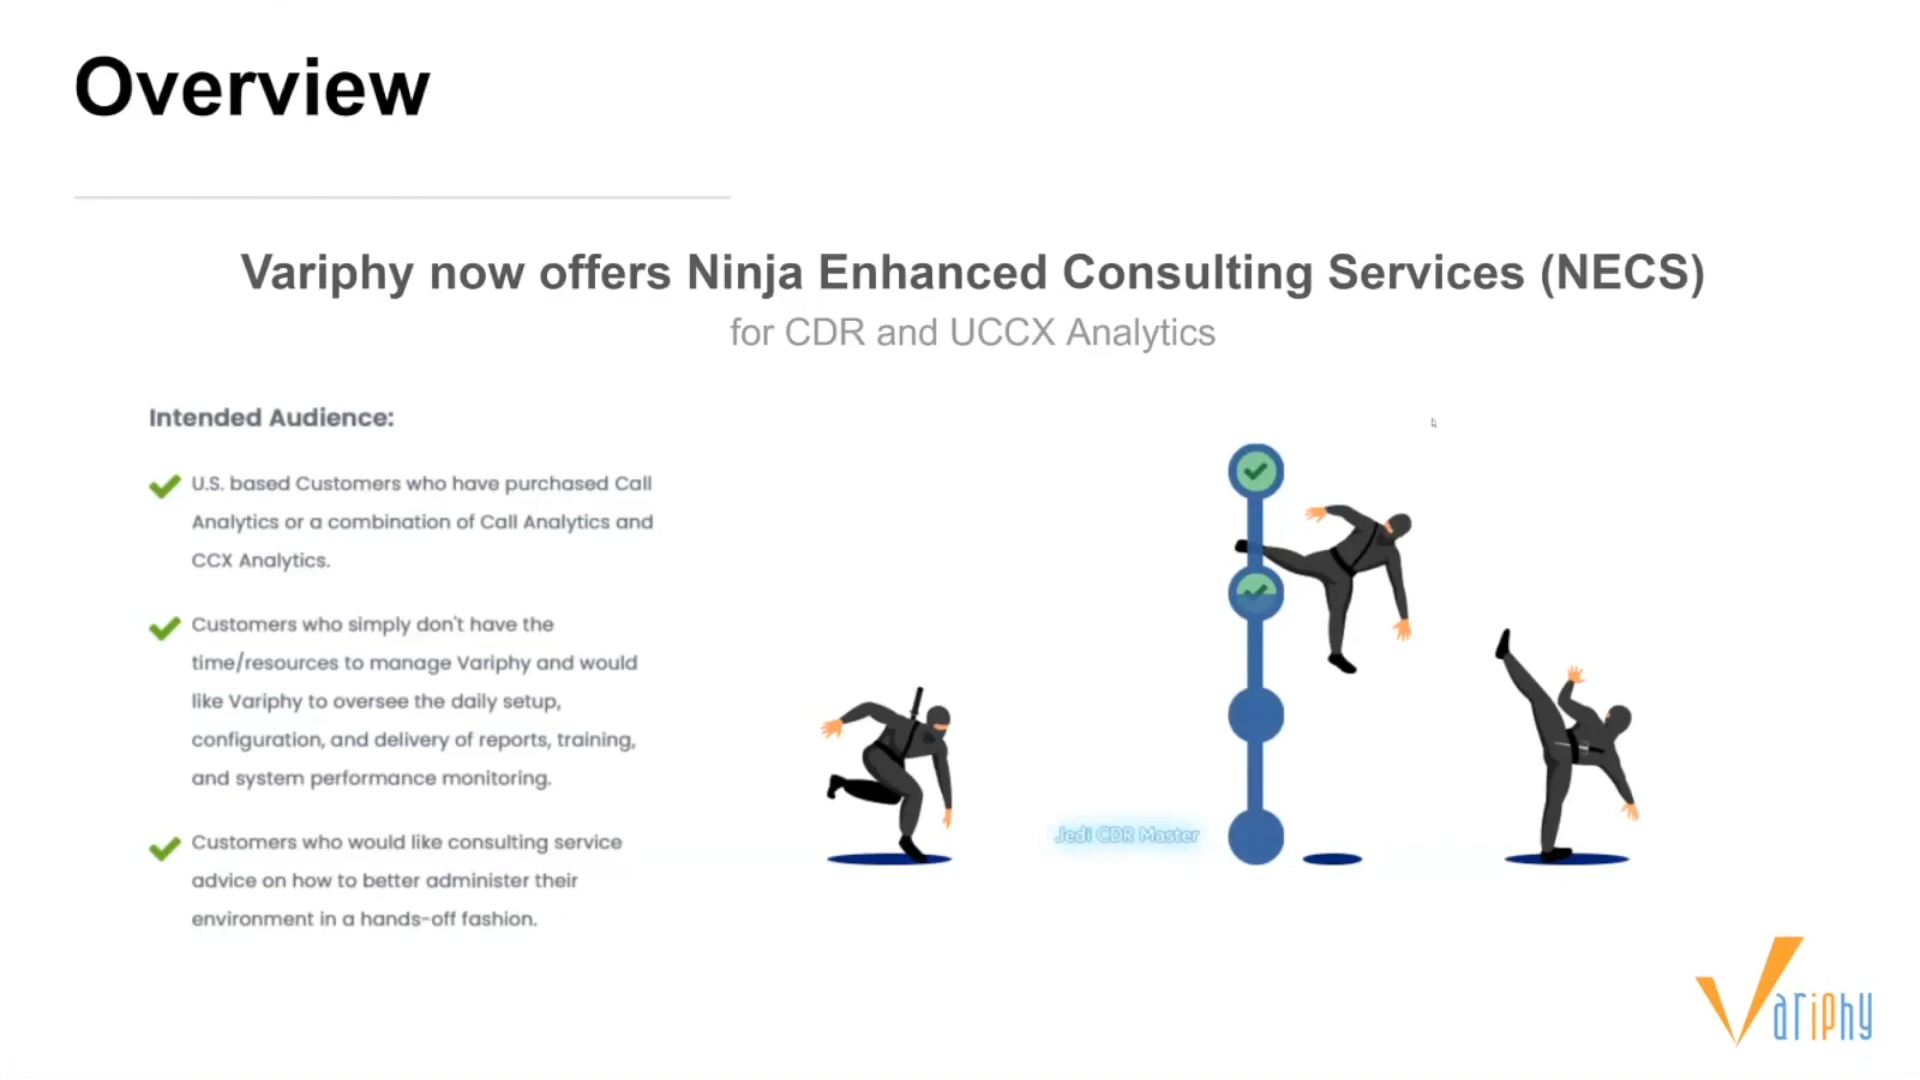 Overview
Variphy now offers Ninja Enhanced Consulting Services (NECS)
for CDR and UCCX Analytics
Intended Audience:
U.S. based Customers who have purchased Call
Analytics or a combination of Call Analytics and
CCX Analytics.
Customers who simply don't have the
time/resources to manage Variphy and would
like Variphy to oversee the daily setup,
configuration, and delivery of reports, training,
and system performance monitoring.
Customers who would like consulting service
advice on how to better administer their
environment in a hands-off fashion.
Jedi CDR Master
Variphy